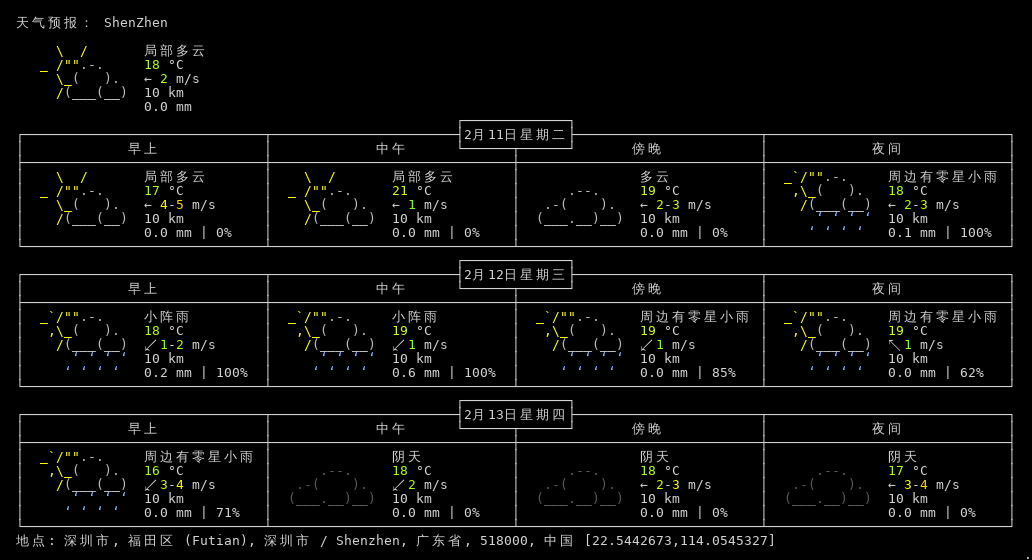 天气预报： ShenZhen
局部多云
18 °C
← 2 m/s
10 km
0.0 mm
2月11日星期二
早上 中午 傍晚 夜间
局部多云 局部多云 多云 周边有零星小雨
17 °C 21 °C 19 °C 18 °C
← 4-5 m/s ← 1 m/s ← 2-3 m/s ← 2-3 m/s
10 km 10 km 10 km 10 km
0.0 mm | 0% 0.0 mm | 0% 0.0 mm | 0% 0.1 mm | 100%
2月12日星期三
早上 中午 傍晚 夜间
小阵雨 小阵雨 周边有零星小雨 周边有零星小雨
18 °C 19 °C 19 °C 19 °C
↙ 1-2 m/s ↙ 1 m/s ↙ 1 m/s ↖ 1 m/s
10 km 10 km 10 km 10 km
0.2 mm | 100% 0.6 mm | 100% 0.0 mm | 85% 0.0 mm | 62%
2月13日星期四
早上 中午 傍晚 夜间
周边有零星小雨 阴天 阴天 阴天
16 °C 18 °C 18 °C 17 °C
↙ 3-4 m/s ↙ 2 m/s ← 2-3 m/s ← 3-4 m/s
10 km 10 km 10 km 10 km
0.0 mm | 71% 0.0 mm | 0% 0.0 mm | 0% 0.0 mm | 0%
地点: 深圳市, 福田区 (Futian), 深圳市 / Shenzhen, 广东省, 518000, 中国 [22.5442673,114.0545327]